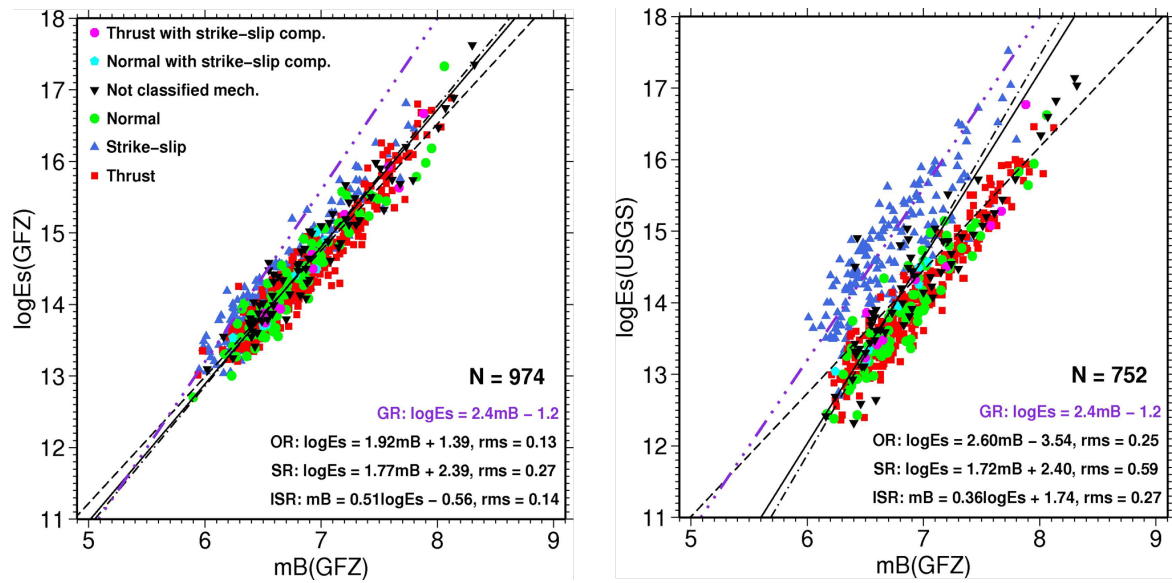 18
17
16
15
14
13
12
11
logEs(GFZ)
Thrust with strike−slip comp.
Normal with strike−slip comp.
Not classified mech.
Normal
Strike−slip
Thrust
N = 974
GR: logEs = 2.4mB − 1.2
OR: logEs = 1.92mB + 1.39, rms = 0.13
SR: logEs = 1.77mB + 2.39, rms = 0.27
ISR: mB = 0.51logEs − 0.56, rms = 0.14
5 6 7 8 9
mB(GFZ)
18
17
16
15
14
13
12
11
logEs(USGS)
N = 752
GR: logEs = 2.4mB − 1.2
OR: logEs = 2.60mB − 3.54, rms = 0.25
SR: logEs = 1.72mB + 2.40, rms = 0.59
ISR: mB = 0.36logEs + 1.74, rms = 0.27
5 6 7 8 9
mB(GFZ)